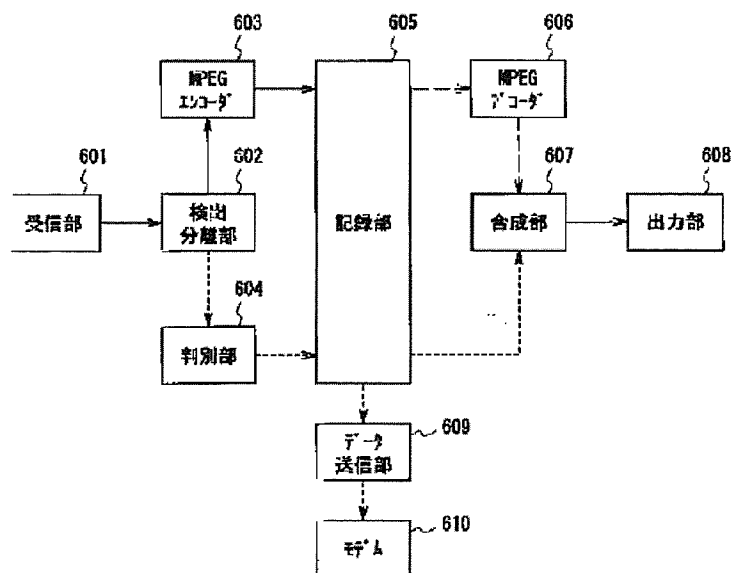 603
605
606
MPEG
エンコーダ
MPEG
デコーダ
601
602
607
608
受信部
検出
分離部
記録部
合成部
出力部
604
判別部
609
データ
送信部
610
モデム